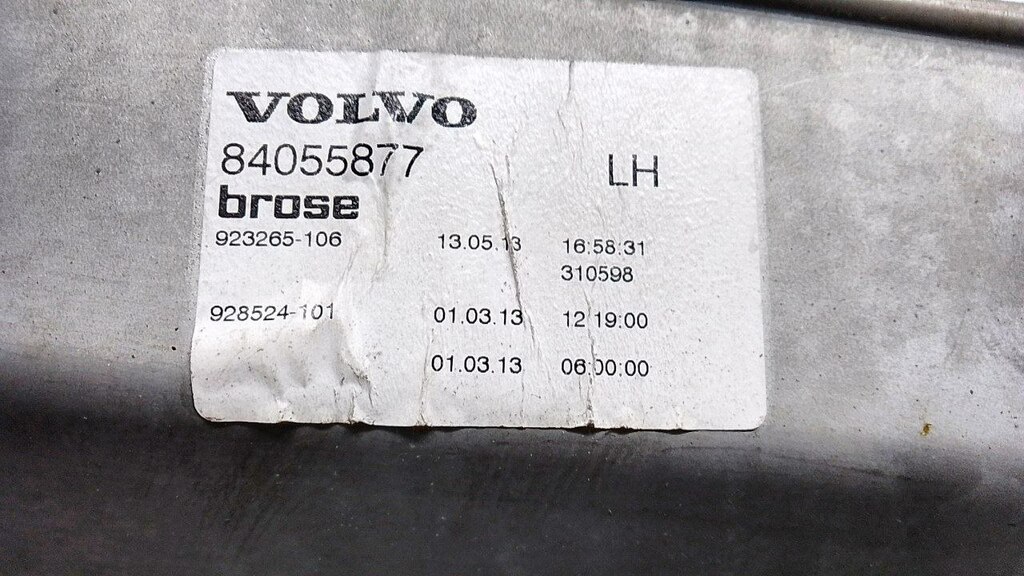 VOLVO
84055877 LH
brose
923265-106 13.05.13 16:58:31
310598
928524-101 01.03.13 12:19:00
01.03.13 06:00:00